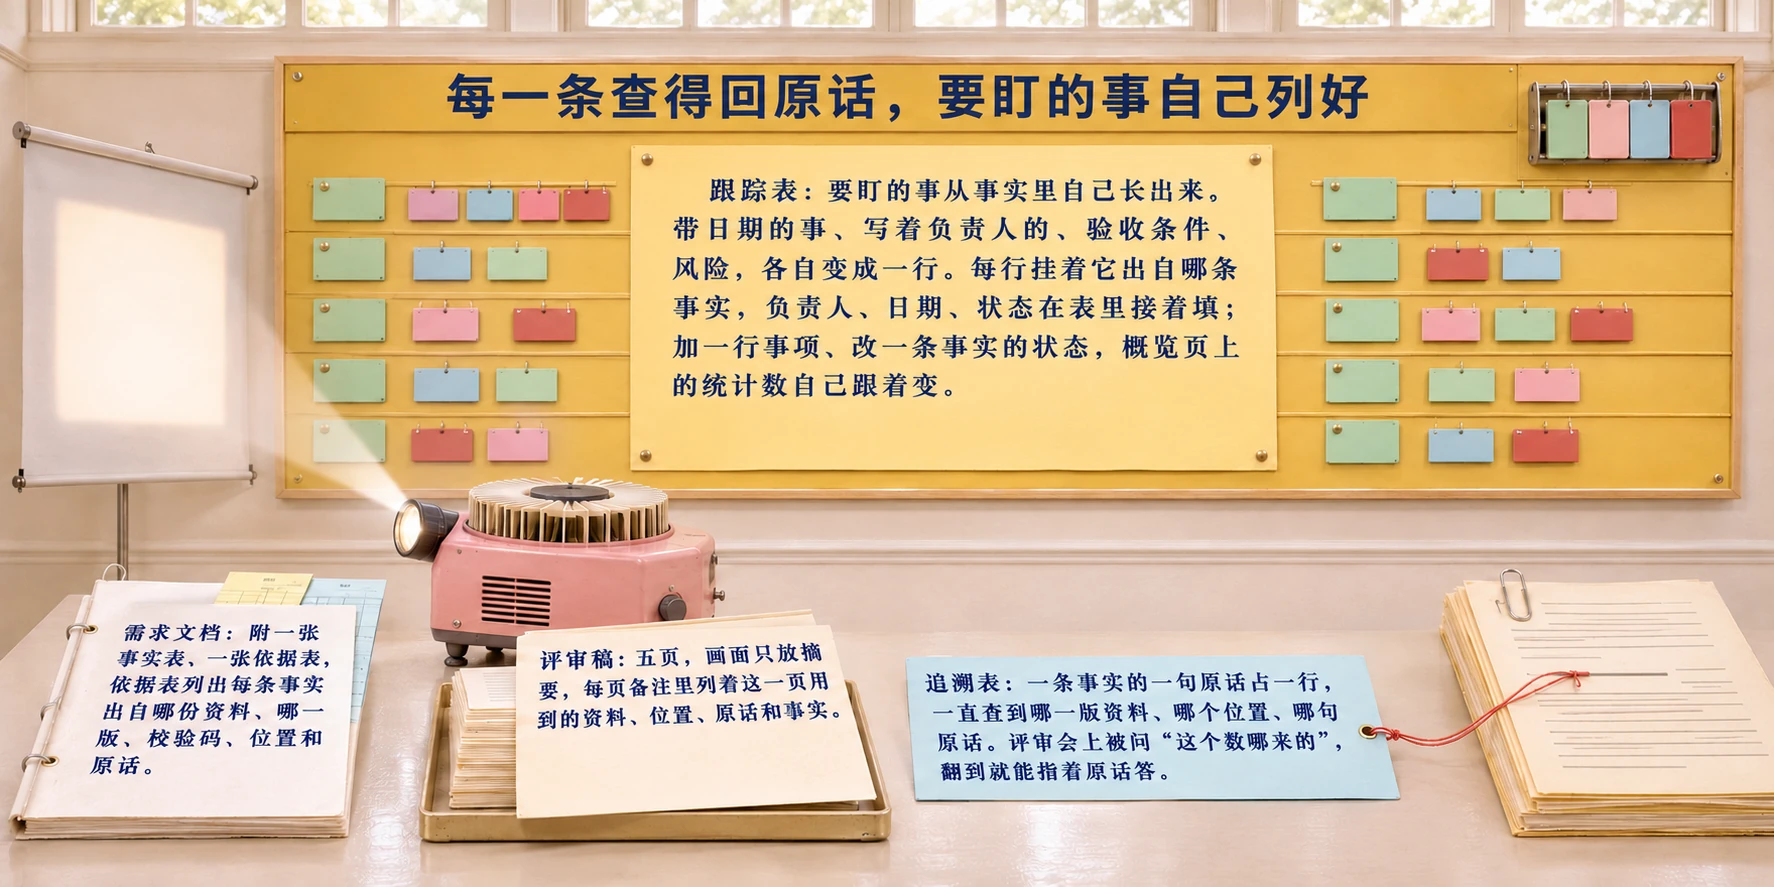 每一条查得回原话，要盯的事自己列好
跟踪表：要盯的事从事实里自己长出来。
带日期的事、写着负责人的、验收条件、
风险，各自变成一行。每行挂着它出自哪条
事实，负责人、日期、状态在表里接着填；
加一行事项、改一条事实的状态，概览页上
的统计数自己跟着变。
需求文档：附一张
事实表、一张依据表，
依据表列出每条事实
出自哪份资料、哪一
版、校验码、位置和
原话。
评审稿：五页，画面只放摘
要，每页备注里列着这一页用
到的资料、位置、原话和事实。
追溯表：一条事实的一句原话占一行，
一直查到哪一版资料、哪个位置、哪句
原话。评审会上被问“这个数哪来的”，
翻到就能指着原话答。